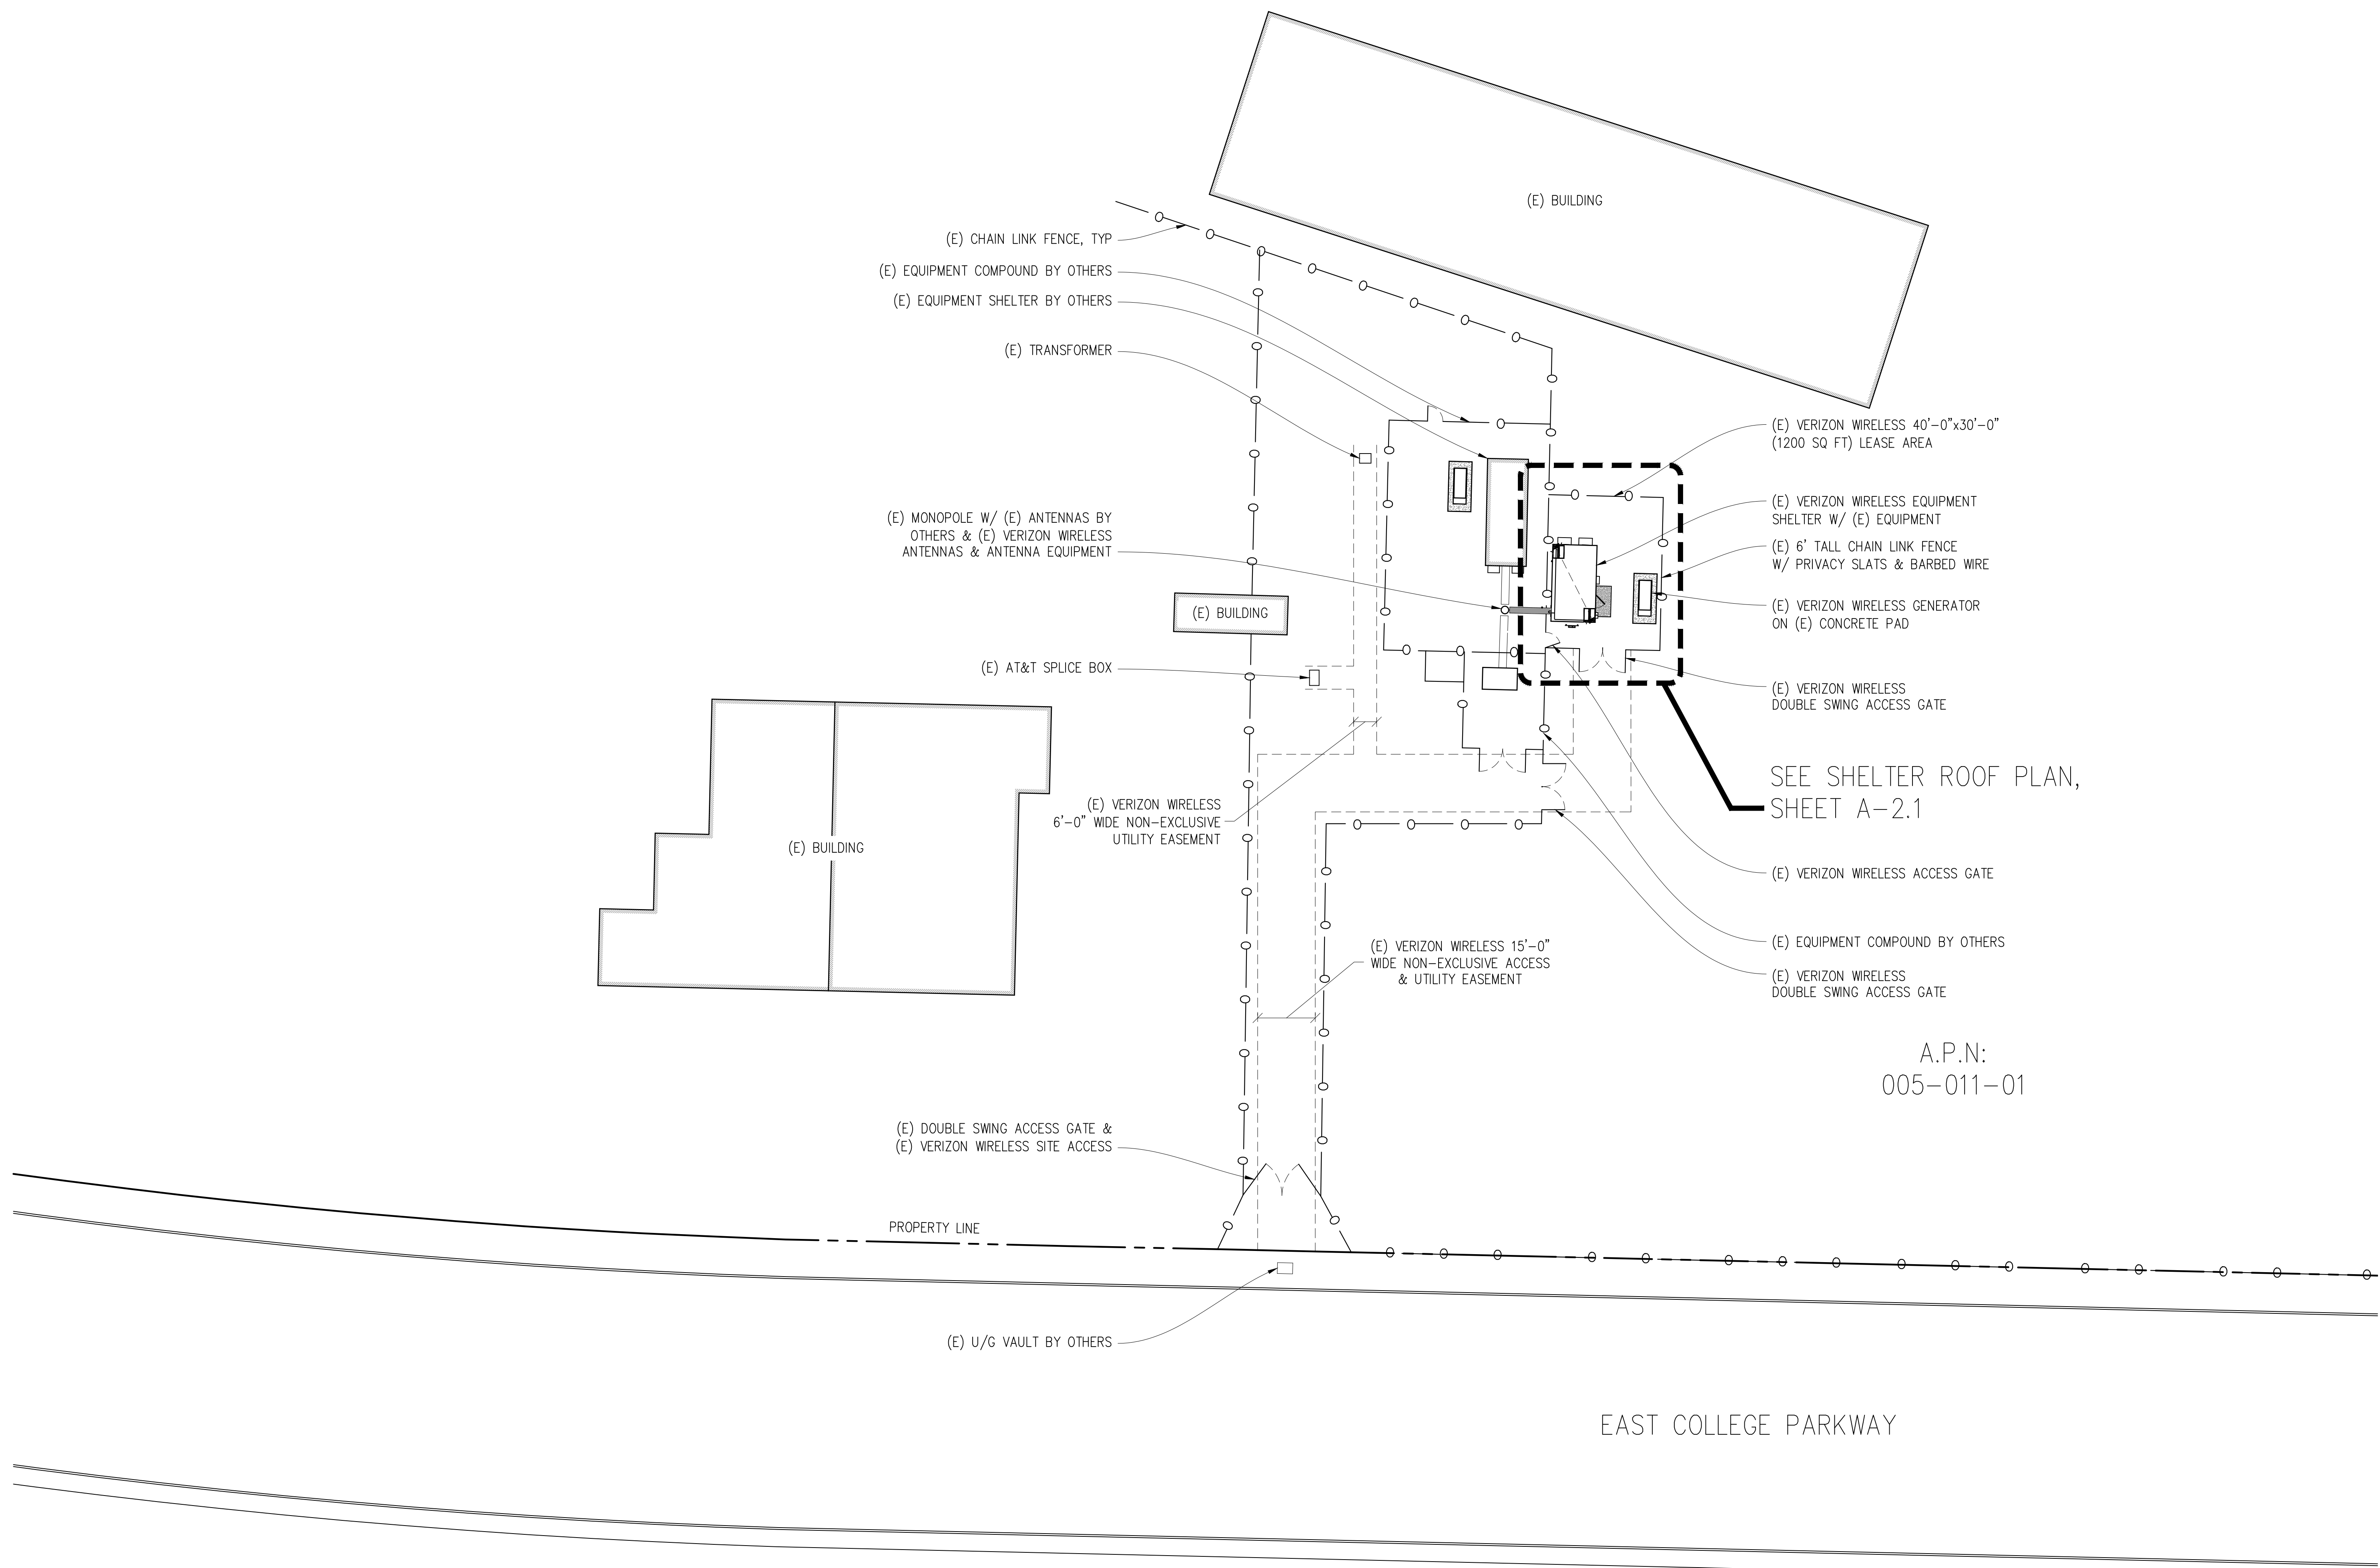 (E) BUILDING
(E) CHAIN LINK FENCE, TYP
(E) EQUIPMENT COMPOUND BY OTHERS
(E) EQUIPMENT SHELTER BY OTHERS
(E) TRANSFORMER
(E) MONOPOLE W/ (E) ANTENNAS BY
OTHERS & (E) VERIZON WIRELESS
ANTENNAS & ANTENNA EQUIPMENT
(E) BUILDING
(E) AT&T SPLICE BOX
(E) VERIZON WIRELESS 40'-0"x30'-0"
(1200 SQ FT) LEASE AREA
(E) VERIZON WIRELESS EQUIPMENT
SHELTER W/ (E) EQUIPMENT
(E) 6' TALL CHAIN LINK FENCE
W/ PRIVACY SLATS & BARBED WIRE
(E) VERIZON WIRELESS GENERATOR
ON (E) CONCRETE PAD
(E) VERIZON WIRELESS
DOUBLE SWING ACCESS GATE
SEE SHELTER ROOF PLAN,
SHEET A-2.1
(E) VERIZON WIRELESS
6'-0" WIDE NON-EXCLUSIVE
UTILITY EASEMENT
(E) BUILDING
(E) VERIZON WIRELESS ACCESS GATE
(E) VERIZON WIRELESS 15'-0"
WIDE NON-EXCLUSIVE ACCESS
& UTILITY EASEMENT
(E) EQUIPMENT COMPOUND BY OTHERS
(E) VERIZON WIRELESS
DOUBLE SWING ACCESS GATE
A.P.N:
005-011-01
(E) DOUBLE SWING ACCESS GATE &
(E) VERIZON WIRELESS SITE ACCESS
PROPERTY LINE
(E) U/G VAULT BY OTHERS
EAST COLLEGE PARKWAY